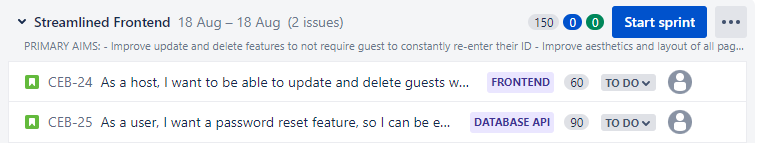 Streamlined Frontend 18 Aug – 18 Aug (2 issues) 150 0 0 Start sprint
PRIMARY AIMS: - Improve update and delete features to not require guest to constantly re-enter their ID - Improve aesthetics and layout of all pag...
CEB-24 As a host, I want to be able to update and delete guests w... FRONTEND 60 TO DO
CEB-25 As a user, I want a password reset feature, so I can be e... DATABASE API 90 TO DO